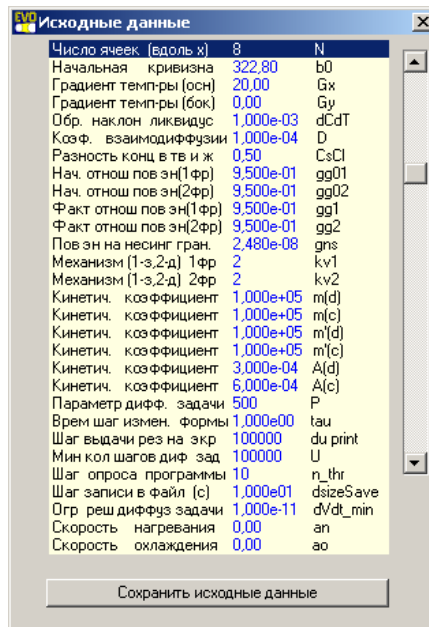 EVO Исходные данные
Число ячеек (вдоль x) 8 N
Начальная кривизна 322,80 b0
Градиент темп-ры (осн) 20,00 Gx
Градиент темп-ры (бок) 0,00 Gy
Обр. наклон ликвидус 1,000e-03 dCdT
Коэф. взаимодиффузии 1,000e-04 D
Разность конц в тв и ж 0,50 CsCl
Нач. отнош пов эн(1фр) 9,500e-01 gg01
Нач. отнош пов эн(2фр) 9,500e-01 gg02
Факт отнош пов эн(1фр) 9,500e-01 gg1
Факт отнош пов эн(2фр) 9,500e-01 gg2
Пов эн на несинг гран. 2,480e-08 gns
Механизм (1-з,2-д) 1фр 2 kv1
Механизм (1-з,2-д) 2фр 2 kv2
Кинетич. коэффициент 1,000e+05 m(d)
Кинетич. коэффициент 1,000e+05 m(c)
Кинетич. коэффициент 1,000e+05 m'(d)
Кинетич. коэффициент 1,000e+05 m'(c)
Кинетич. коэффициент 3,000e-04 A(d)
Кинетич. коэффициент 6,000e-04 A(c)
Параметр дифф. задачи 500 P
Врем шаг измен. формы 1,000e00 tau
Шаг выдачи рез на экр 100000 du print
Мин кол шагов диф зад 100000 U
Шаг опроса программы 10 n_thr
Шаг записи в файл (с) 1,000e01 dsizeSave
Огр реш диффуз задачи 1,000e-11 dVdt_min
Скорость нагревания 0,00 an
Скорость охлаждения 0,00 ao
Сохранить исходные данные